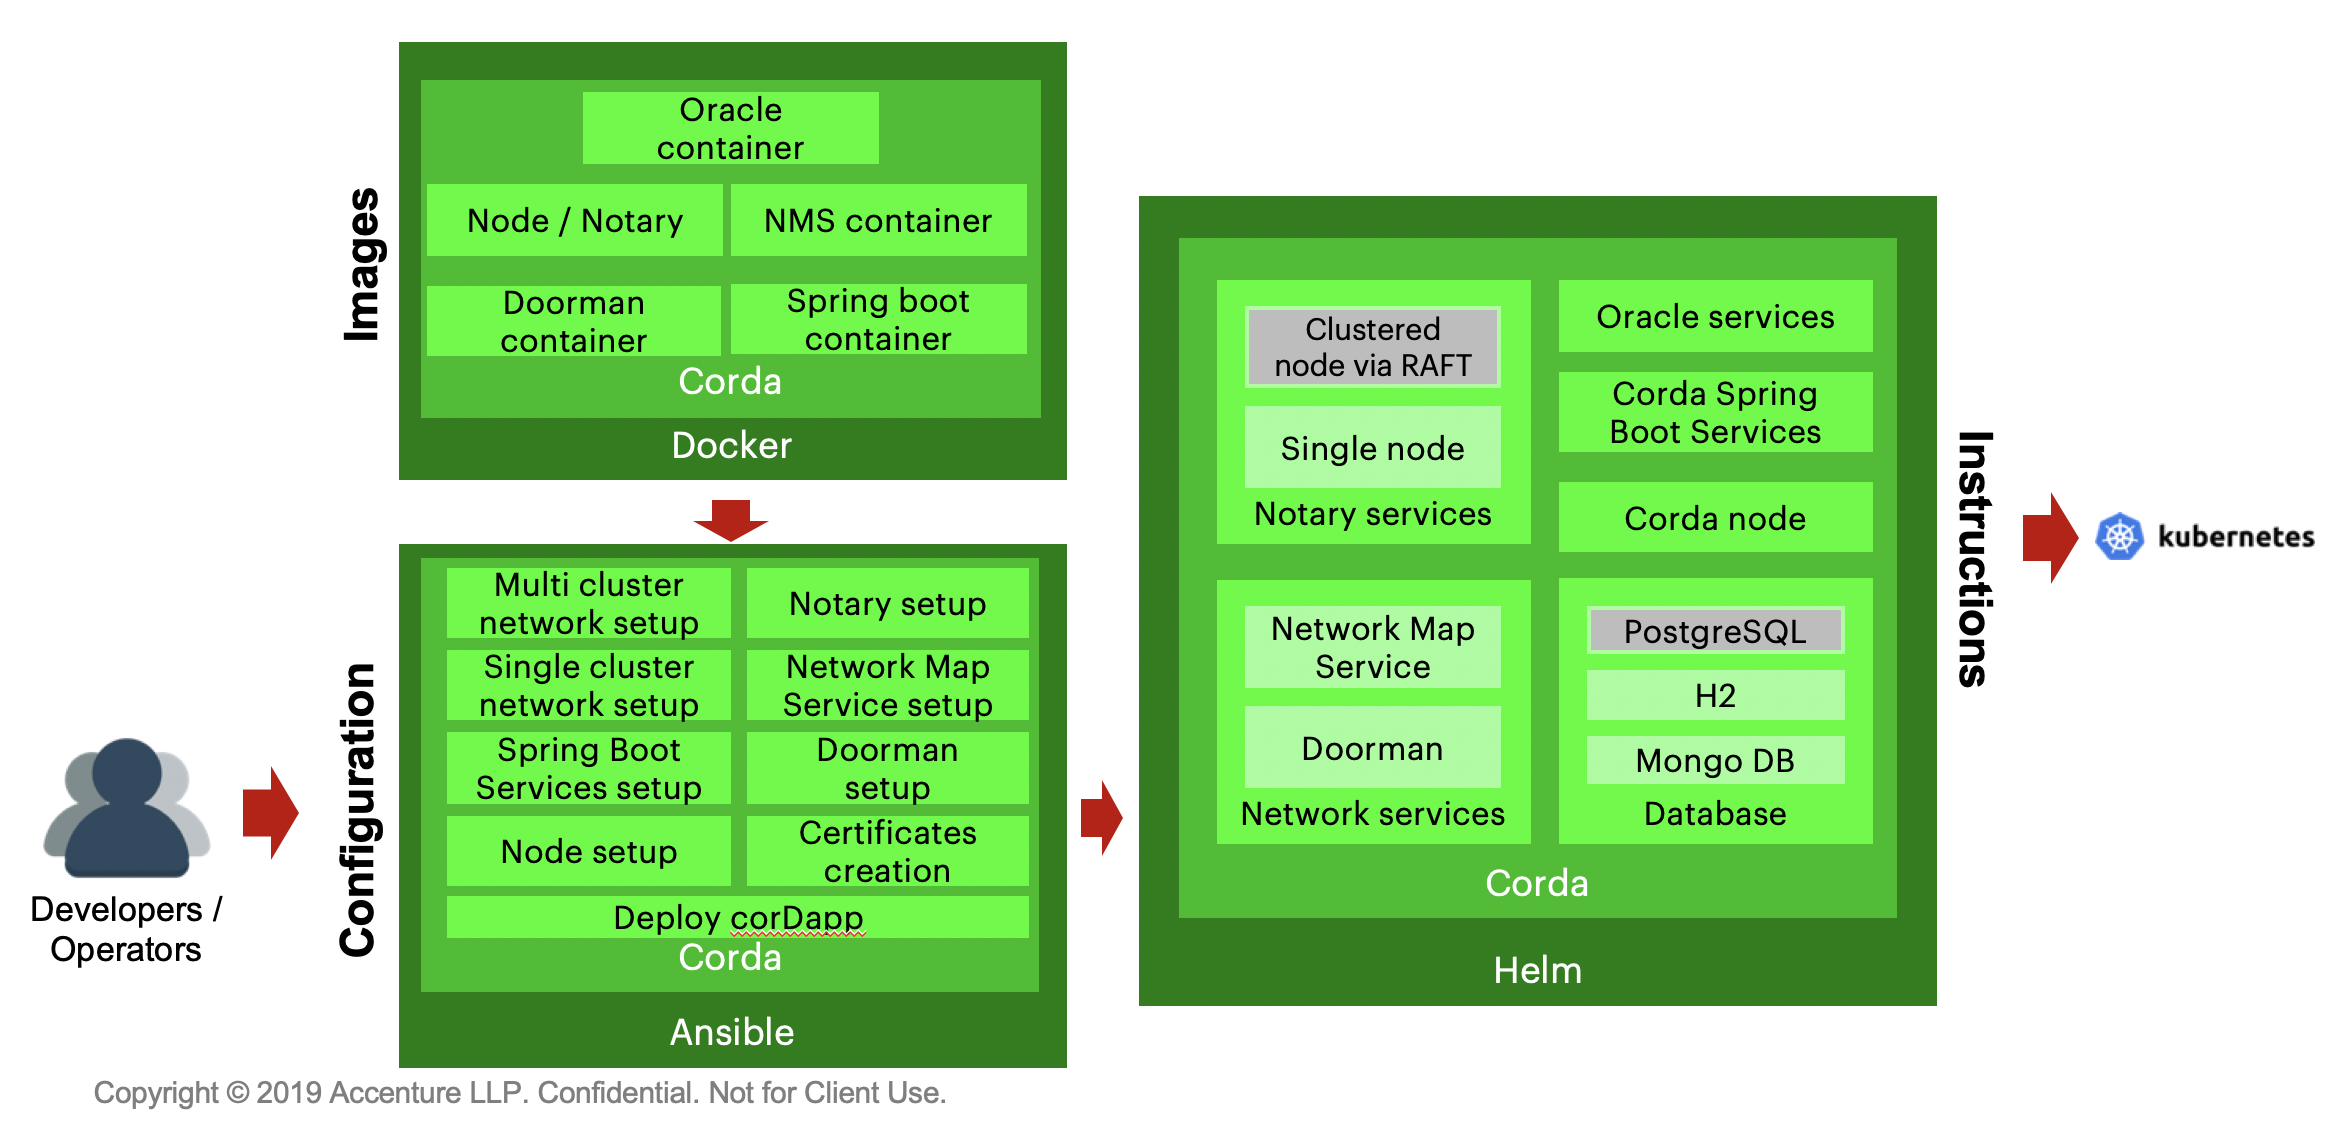 Images
Oracle
container
Node / Notary
NMS container
Doorman
container
Spring boot
container
Corda
Docker
Developers /
Operators
Configuration
Multi cluster
network setup
Notary setup
Single cluster
network setup
Network Map
Service setup
Spring Boot
Services setup
Doorman
setup
Node setup
Certificates
creation
Deploy corDapp
Corda
Ansible
Clustered
node via RAFT
Single node
Notary services
Oracle services
Corda Spring
Boot Services
Corda node
Network Map
Service
Doorman
Network services
PostgreSQL
H2
Mongo DB
Database
Corda
Helm
Instructions
kubernetes
Copyright © 2019 Accenture LLP. Confidential. Not for Client Use.